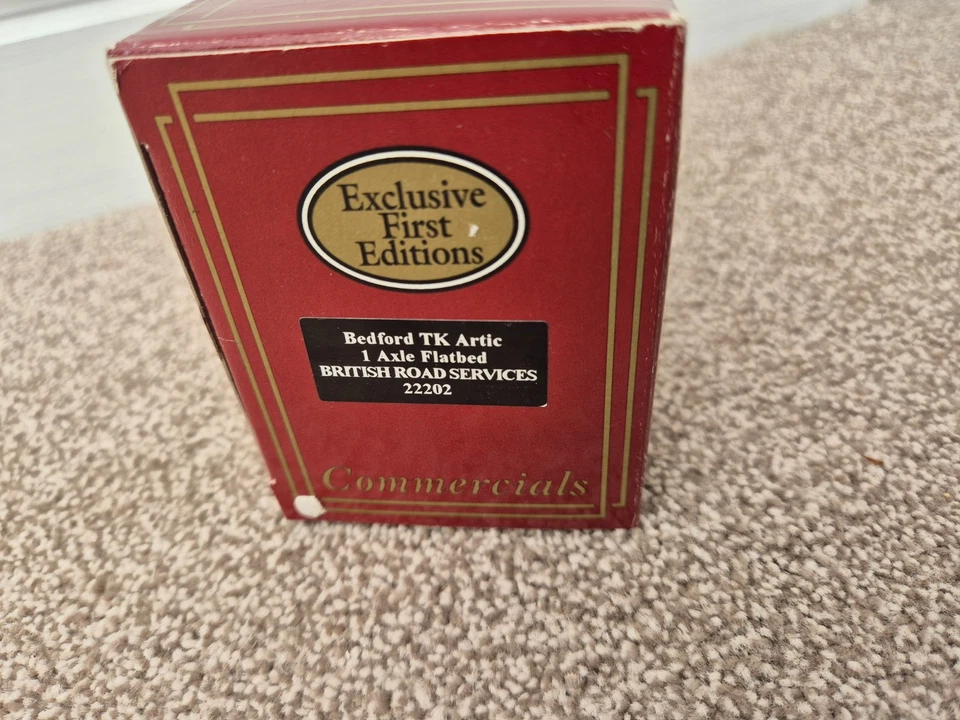 Exclusive
First
Editions
Bedford TK Artic
1 Axle Flatbed
BRITISH ROAD SERVICES
22202
Commercials